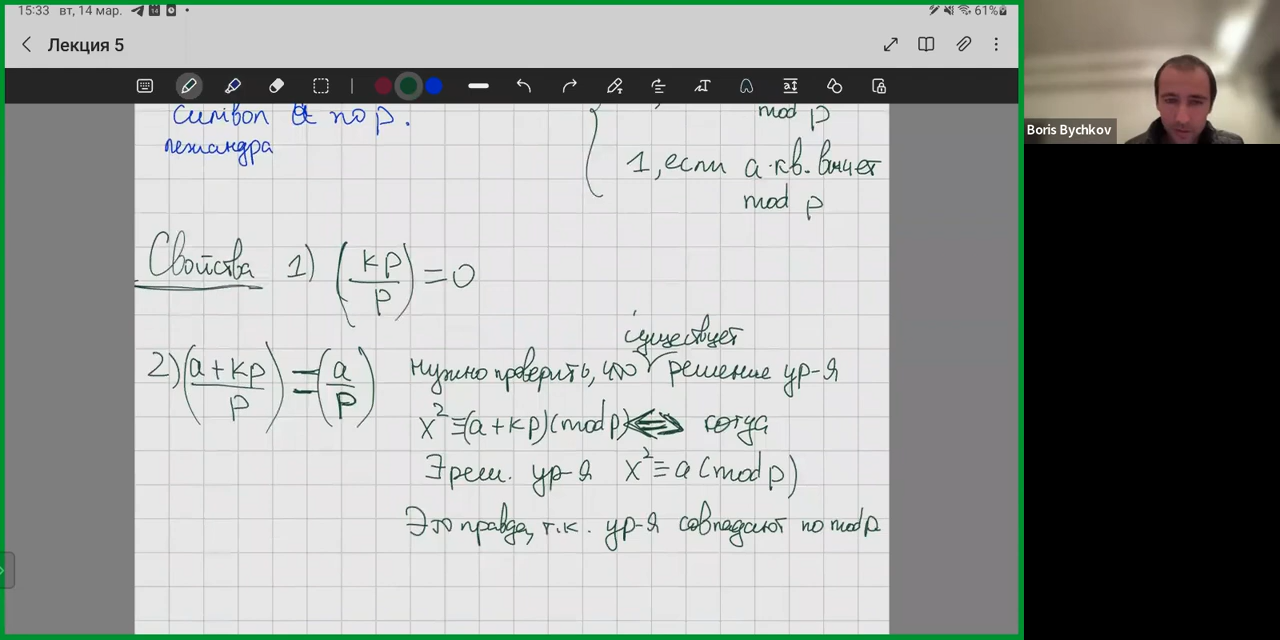 15:33 вт, 14 мар.
61%
Лекция 5
Boris Bychkov
Символ a по p.
Лежандра
mod p
1, если a кв. вычет
mod p
Свойства 1) (kp/p) = 0
2) (a+kp/p) = (a/p) нужно проверить, что существует решение ур-я
x² ≡ (a+kp)(mod p) <=> когда
∃ реш. ур-я x² ≡ a (mod p)
Это правда, т.к. ур-я совпадают по mod p